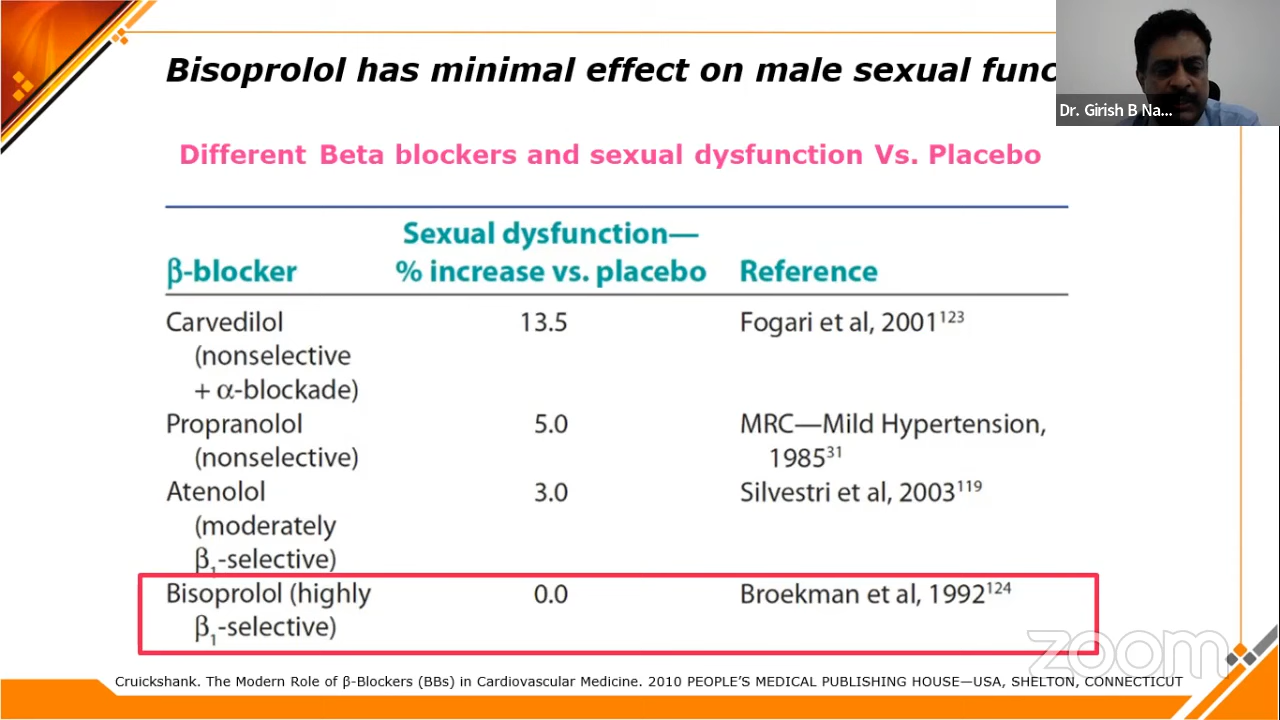 Bisoprolol has minimal effect on male sexual func
Dr. Girish B Na...
Different Beta blockers and sexual dysfunction Vs. Placebo
Sexual dysfunction—
β-blocker % increase vs. placebo Reference
Carvedilol 13.5 Fogari et al, 2001¹²³
(nonselective
+ α-blockade)
Propranolol 5.0 MRC—Mild Hypertension,
(nonselective) 1985³¹
Atenolol 3.0 Silvestri et al, 2003¹¹⁹
(moderately
β₁-selective)
Bisoprolol (highly 0.0 Broekman et al, 1992¹²⁴
β₁-selective)
zoom
Cruickshank. The Modern Role of β-Blockers (BBs) in Cardiovascular Medicine. 2010 PEOPLE’S MEDICAL PUBLISHING HOUSE—USA, SHELTON, CONNECTICUT